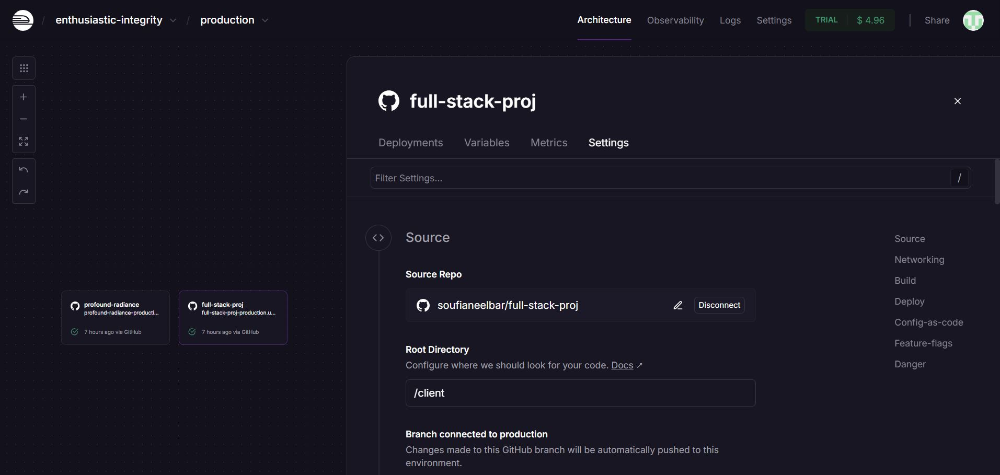 / enthusiastic-integrity / production
Architecture Observability Logs Settings TRIAL $ 4.96 Share
full-stack-proj
Deployments Variables Metrics Settings
Filter Settings... /
Source
Source Repo
soufianeelbar/full-stack-proj Disconnect
Root Directory
Configure where we should look for your code. Docs ↗
/client
Branch connected to production
Changes made to this GitHub branch will be automatically pushed to this
environment.
Source
Networking
Build
Deploy
Config-as-code
Feature-flags
Danger
profound-radiance
profound-radiance-producti...
7 hours ago via GitHub
full-stack-proj
full-stack-proj-production.u...
7 hours ago via GitHub